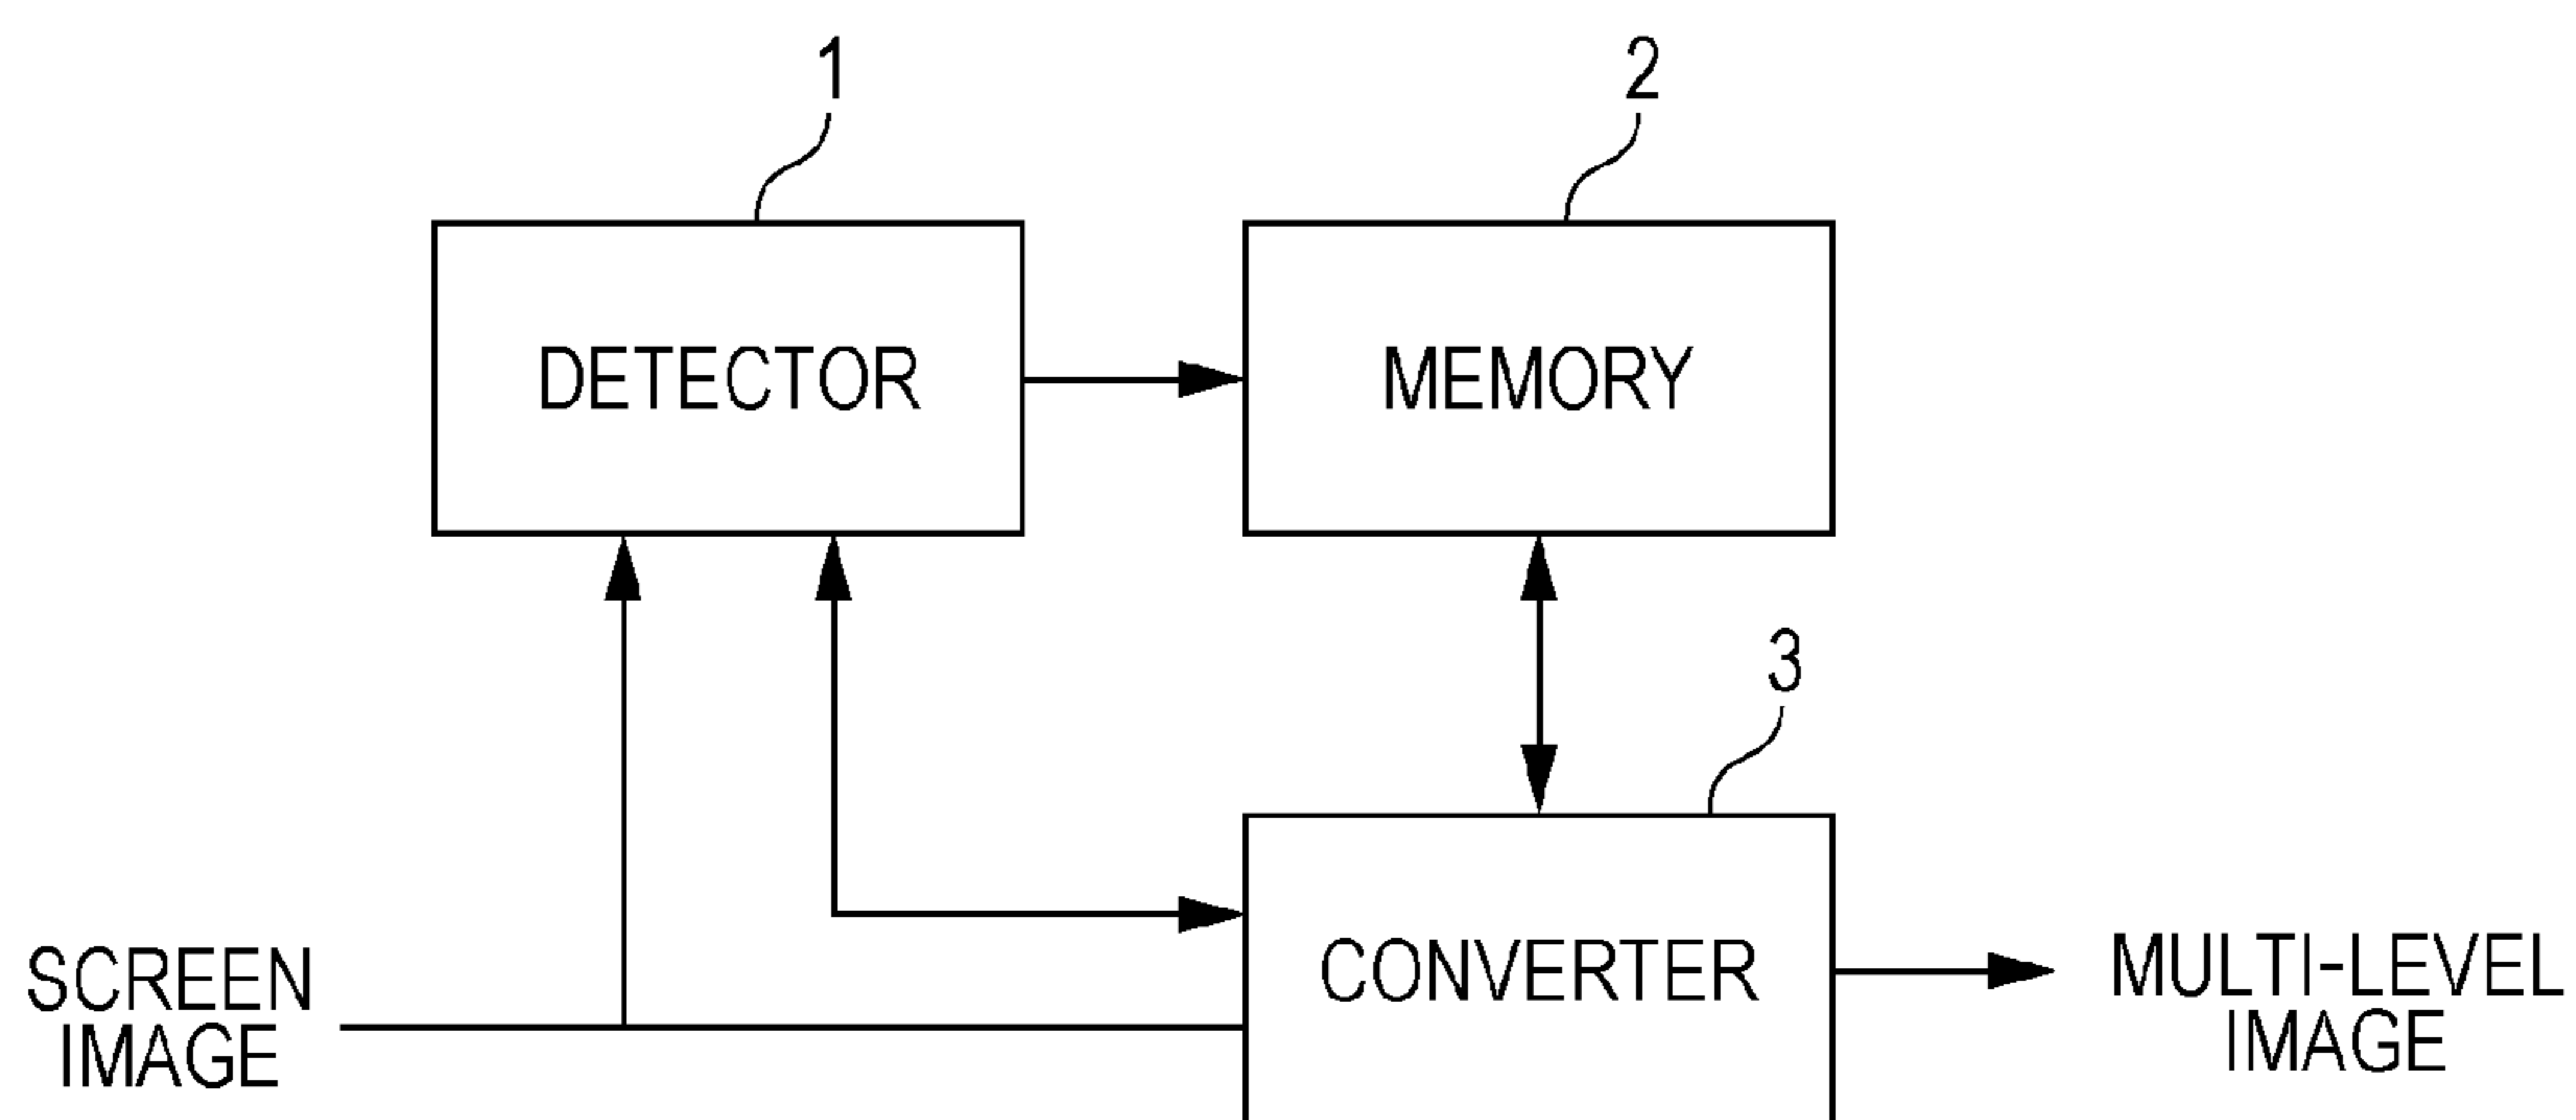 1
2
DETECTOR
MEMORY
3
SCREEN
IMAGE
CONVERTER
MULTI-LEVEL
IMAGE